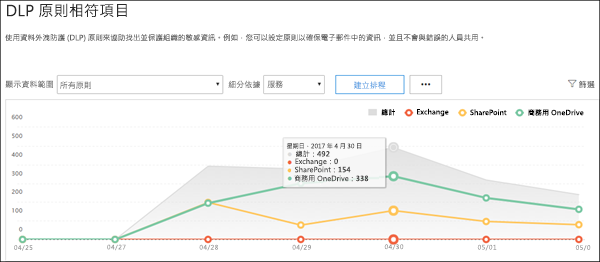 DLP 原則相符項目
使用資料外洩防護 (DLP) 原則來協助找出並保護組織的敏感資訊。例如，您可以設定原則以確保電子郵件中的資訊，並且不會與錯誤的人員共用。
顯示資料範圍 所有原則 細分依據 服務 建立排程 ••• 篩選
總計 Exchange SharePoint 商務用 OneDrive
600
500
400
300
200
100
0
星期日 - 2017 年 4 月 30 日
總計：492
Exchange：0
SharePoint：154
商務用 OneDrive：338
04/25 04/27 04/28 04/29 04/30 05/01 05/0